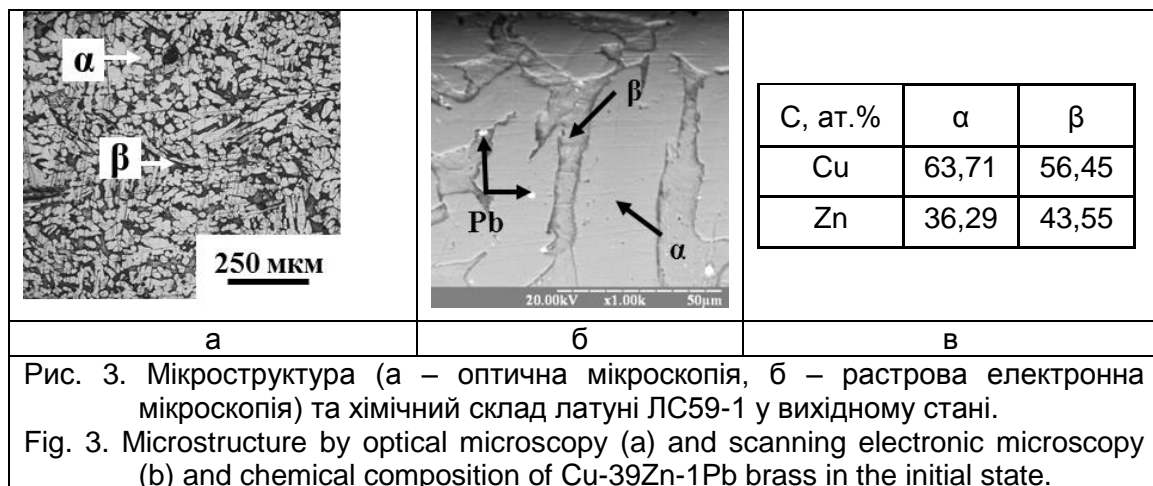 α
β
250 мкм
β
Pb
α
20.00kV x1.00k 50µm
С, ат.% α β
Cu 63,71 56,45
Zn 36,29 43,55
а б в
Рис. 3. Мікроструктура (а – оптична мікроскопія, б – растрова електронна
мікроскопія) та хімічний склад латуні ЛС59-1 у вихідному стані.
Fig. 3. Microstructure by optical microscopy (a) and scanning electronic microscopy
(b) and chemical composition of Cu-39Zn-1Pb brass in the initial state.